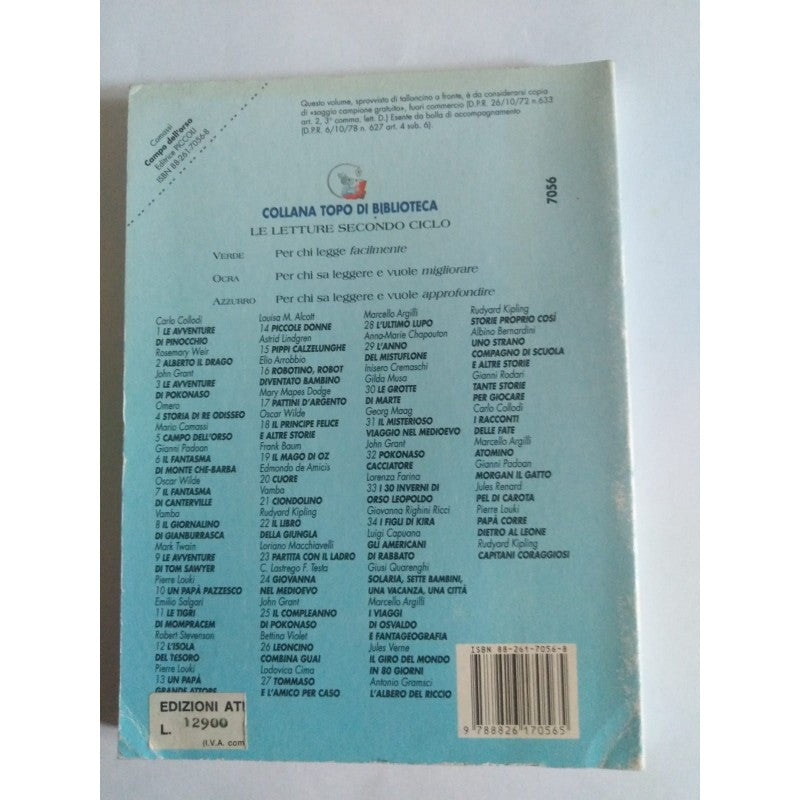 Comassi
Campo dell'orso
Editrice PICCOLI
ISBN 88-261-7056-8
Questo volume, sprovvisto di talloncino a fronte, è da considerarsi copia
di «saggio campione gratuito», fuori commercio (D.P.R. 26/10/72 n.633
art. 2, 3° comma, lett. D.) Esente da bolla di accompagnamento
(D.P.R. 6/10/78 n. 627 art. 4 sub. 6).
7056
COLLANA TOPO DI BIBLIOTECA
LE LETTURE SECONDO CICLO
VERDE Per chi legge facilmente
OCRA Per chi sa leggere e vuole migliorare
AZZURRO Per chi sa leggere e vuole approfondire
Carlo Collodi
1 LE AVVENTURE
DI PINOCCHIO
Rosemary Weir
2 ALBERTO IL DRAGO
John Grant
3 LE AVVENTURE
DI POKONASO
Omero
4 STORIA DI RE ODISSEO
Mario Comassi
5 CAMPO DELL'ORSO
Gianni Padoan
6 IL FANTASMA
DI MONTE CHE-BARBA
Oscar Wilde
7 IL FANTASMA
DI CANTERVILLE
Vamba
8 IL GIORNALINO
DI GIANBURRASCA
Mark Twain
9 LE AVVENTURE
DI TOM SAWYER
Pierre Louki
10 UN PAPÀ PAZZESCO
Emilio Salgari
11 LE TIGRI
DI MOMPRACEM
Robert Stevenson
12 L'ISOLA
DEL TESORO
Pierre Louki
13 UN PAPÀ
GRANDE ATTORE
Louisa M. Alcott
14 PICCOLE DONNE
Astrid Lindgren
15 PIPPI CALZELUNGHE
Elio Arrobbio
16 ROBOTINO, ROBOT
DIVENTATO BAMBINO
Mary Mapes Dodge
17 PATTINI D'ARGENTO
Oscar Wilde
18 IL PRINCIPE FELICE
E ALTRE STORIE
Frank Baum
19 IL MAGO DI OZ
Edmondo de Amicis
20 CUORE
Vamba
21 CIONDOLINO
Rudyard Kipling
22 IL LIBRO
DELLA GIUNGLA
Loriano Macchiavelli
23 PARTITA CON IL LADRO
C. Lastrego F. Testa
24 GIOVANNA
NEL MEDIOEVO
John Grant
25 IL COMPLEANNO
DI POKONASO
Bettina Violet
26 LEONCINO
COMBINA GUAI
Lodovica Cima
27 TOMMASO
E L'AMICO PER CASO
Marcello Argilli
28 L'ULTIMO LUPO
Anna-Marie Chapouton
29 L'ANNO
DEL MISTUFLONE
Inisero Cremaschi
Gilda Musa
30 LE GROTTE
DI MARTE
Georg Maag
31 IL MISTERIOSO
VIAGGIO NEL MEDIOEVO
John Grant
32 POKONASO
CACCIATORE
Lorenza Farina
33 I 30 INVERNI DI
ORSO LEOPOLDO
Giovanna Righini Ricci
34 I FIGLI DI KIRA
Luigi Capuana
GLI AMERICANI
DI RABBATO
Giusi Quarenghi
SOLARIA, SETTE BAMBINI,
UNA VACANZA, UNA CITTÀ
Marcello Argilli
I VIAGGI
DI OSVALDO
E FANTAGEOGRAFIA
Jules Verne
IL GIRO DEL MONDO
IN 80 GIORNI
Antonio Gramsci
L'ALBERO DEL RICCIO
Rudyard Kipling
STORIE PROPRIO COSÌ
Albino Bernardini
UNO STRANO
COMPAGNO DI SCUOLA
E ALTRE STORIE
Gianni Rodari
TANTE STORIE
PER GIOCARE
Carlo Collodi
I RACCONTI
DELLE FATE
Marcello Argilli
ATOMINO
Gianni Padoan
MORGAN IL GATTO
Jules Renard
PEL DI CAROTA
Pierre Louki
PAPÀ CORRE
DIETRO AL LEONE
Rudyard Kipling
CAPITANI CORAGGIOSI
EDIZIONI ATI
L. 12900
(I.V.A. com
ISBN 88-261-7056-8
9 788826 170565